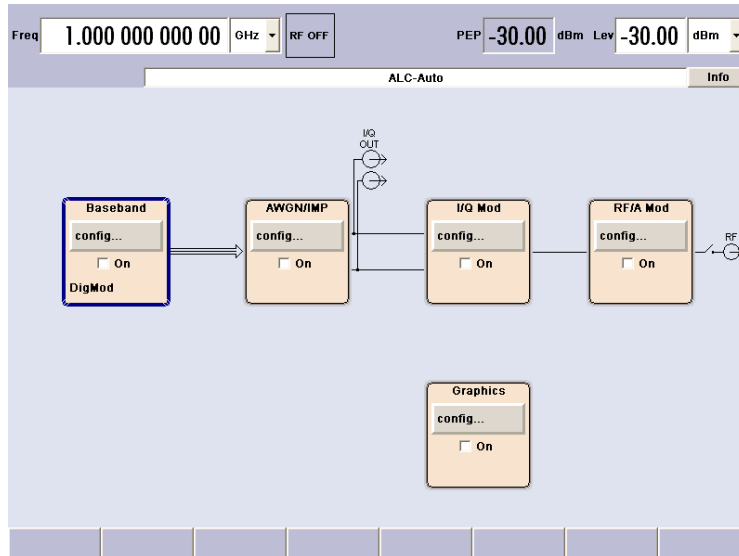 Freq 1.000 000 000 00 GHz RF OFF PEP -30.00 dBm Lev -30.00 dBm
ALC-Auto Info
I/Q
OUT
Baseband AWGN/IMP I/Q Mod RF/A Mod
config... config... config... config... RF
On On On On
DigMod
Graphics
config...
On